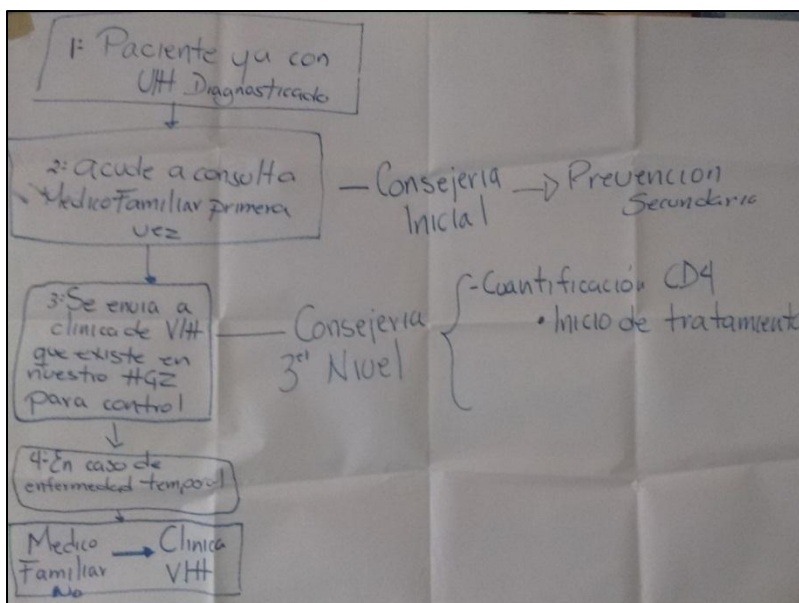 1: Paciente ya con
VIH Diagnosticado
2: acude a consulta
Medico Familiar primera
vez
— Consejeria
Inicial
→ Prevencion
Secundaria
3: Se envia a
clinica de VIH
que existe en
nuestro HGZ
para control
Consejeria
3er Nivel
- Cuantificación CD4
• Inicio de tratamiento
4- En caso de
enfermedad temporal
Medico → Clinica
Familiar VIH
No